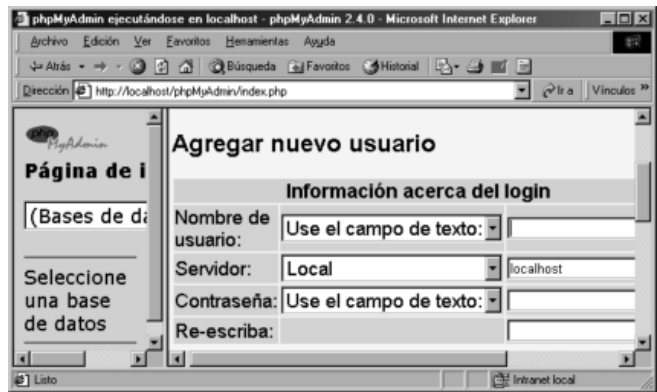 phpMyAdmin ejecutándose en localhost - phpMyAdmin 2.4.0 - Microsoft Internet Explorer
Archivo Edición Ver Favoritos Herramientas Ayuda
Atrás Búsqueda Favoritos Historial
Dirección http://localhost/phpMyAdmin/index.php Ir a Vínculos »
php
MyAdmin
Página de i
(Bases de da
Seleccione
una base
de datos
Agregar nuevo usuario
Información acerca del login
Nombre de
usuario:
Use el campo de texto:
Servidor: Local localhost
Contraseña: Use el campo de texto:
Re-escriba:
Listo Intranet local